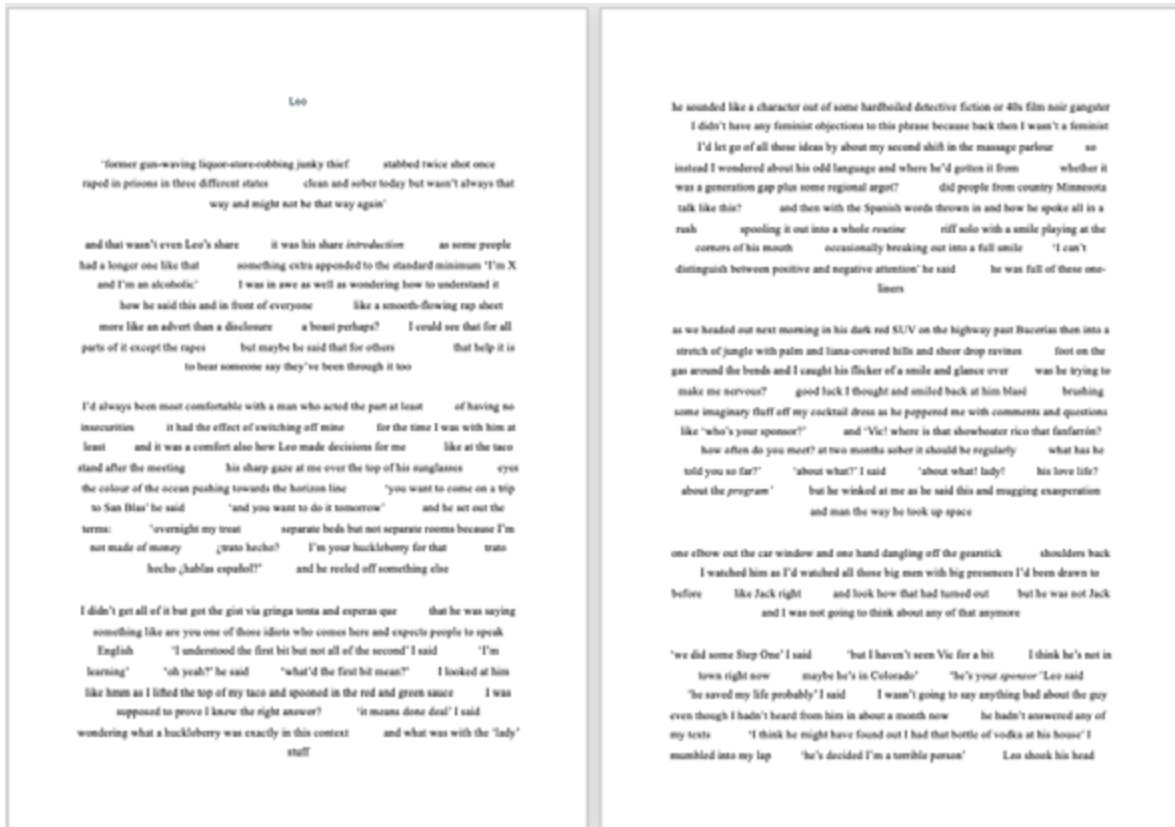 Leo
'former gun-waving liquor-store-robbing junky thief stabbed twice shot once
raped in prisons in three different states clean and sober today but wasn't always that
way and might not be that way again'
and that wasn't even Leo's share it was his share introduction as some people
had a longer one like that something extra appended to the standard minimum 'I'm X
and I'm an alcoholic' I was in awe as well as wondering how to understand it
how he said this and in front of everyone like a smooth-flowing rap sheet
more like an advert than a disclosure a boast perhaps? I could see that for all
parts of it except the rapes but maybe he said that for others that help it is
to hear someone say they've been through it too
I'd always been most comfortable with a man who acted the part at least of having no
insecurities it had the effect of switching off mine for the time I was with him at
least and it was a comfort also how Leo made decisions for me like at the taco
stand after the meeting his sharp gaze at me over the top of his sunglasses eyes
the colour of the ocean pushing towards the horizon line 'you want to come on a trip
to San Blas' he said 'and you want to do it tomorrow' and he set out the
terms: 'overnight my treat separate beds but not separate rooms because I'm
not made of money ¿trato hecho? I'm your huckleberry for that trato
hecho ¿hablas español?' and he reeled off something else
I didn't get all of it but got the gist via gringa tonta and esperas que that he was saying
something like are you one of those idiots who comes here and expects people to speak
English 'I understood the first bit but not all of the second' I said 'I'm
learning' 'oh yeah?' he said 'what'd the first bit mean?' I looked at him
like hmm as I lifted the top of my taco and spooned in the red and green sauce I was
supposed to prove I knew the right answer? 'it means done deal' I said
wondering what a huckleberry was exactly in this context and what was with the 'lady'
stuff
he sounded like a character out of some hardboiled detective fiction or 40s film noir gangster
I didn't have any feminist objections to this phrase because back then I wasn't a feminist
I'd let go of all those ideas by about my second shift in the massage parlour so
instead I wondered about his odd language and where he'd gotten it from whether it
was a generation gap plus some regional argot? did people from country Minnesota
talk like this? and then with the Spanish words thrown in and how he spoke all in a
rush spooling it out into a whole routine riff solo with a smile playing at the
corners of his mouth occasionally breaking out into a full smile 'I can't
distinguish between positive and negative attention' he said he was full of these one-
liners
as we headed out next morning in his dark red SUV on the highway past Bucerías then into a
stretch of jungle with palm and liana-covered hills and sheer drop ravines foot on the
gas around the bends and I caught his flicker of a smile and glance over was he trying to
make me nervous? good luck I thought and smiled back at him blasé brushing
some imaginary fluff off my cocktail dress as he peppered me with comments and questions
like 'who's your sponsor?' and 'Vic! where is that showboater rico that fanfarrón?
how often do you meet? at two months sober it should be regularly what has he
told you so far?' 'about what?' I said 'about what! lady! his love life?
about the program' but he winked at me as he said this and mugging exasperation
and man the way he took up space
one elbow out the car window and one hand dangling off the gearstick shoulders back
I watched him as I'd watched all those big men with big presences I'd been drawn to
before like Jack right and look how that had turned out but he was not Jack
and I was not going to think about any of that anymore
'we did some Step One' I said 'but I haven't seen Vic for a bit I think he's not in
town right now maybe he's in Colorado' 'he's your sponsor' Leo said
'he saved my life probably' I said I wasn't going to say anything bad about the guy
even though I hadn't heard from him in about a month now he hadn't answered any of
my texts 'I think he might have found out I had that bottle of vodka at his house' I
mumbled into my lap 'he's decided I'm a terrible person' Leo shook his head